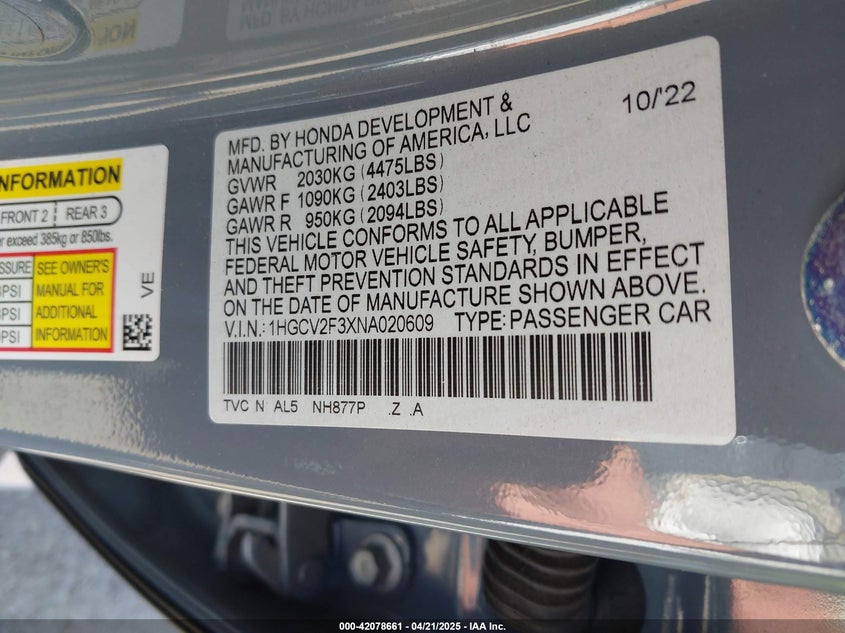 INFORMATION
FRONT 2 REAR 3
exceed 385kg or 850lbs.
SEE OWNER'S
MANUAL FOR
PSI
ADDITIONAL
PSI
INFORMATION
VE
10/'22
MFD. BY HONDA DEVELOPMENT &
MANUFACTURING OF AMERICA, LLC
GVWR 2030KG (4475LBS)
GAWR F 1090KG (2403LBS)
GAWR R 950KG (2094LBS)
THIS VEHICLE CONFORMS TO ALL APPLICABLE
FEDERAL MOTOR VEHICLE SAFETY, BUMPER,
AND THEFT PREVENTION STANDARDS IN EFFECT
ON THE DATE OF MANUFACTURE SHOWN ABOVE.
V.I.N.: 1HGCV2F3XNA020609 TYPE: PASSENGER CAR
TVC N AL5 NH877P .Z .A
000-42078661 - 04/21/2025 - IAA Inc.